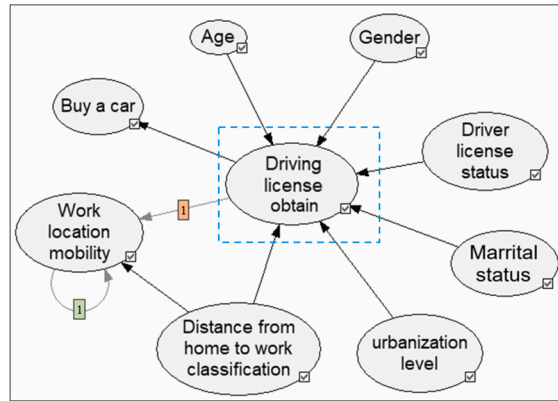 Age
Gender
Buy a car
Driving
license
obtain
Driver
license
status
1
Work
location
mobility
Marrital
status
1
Distance from
home to work
classification
urbanization
level